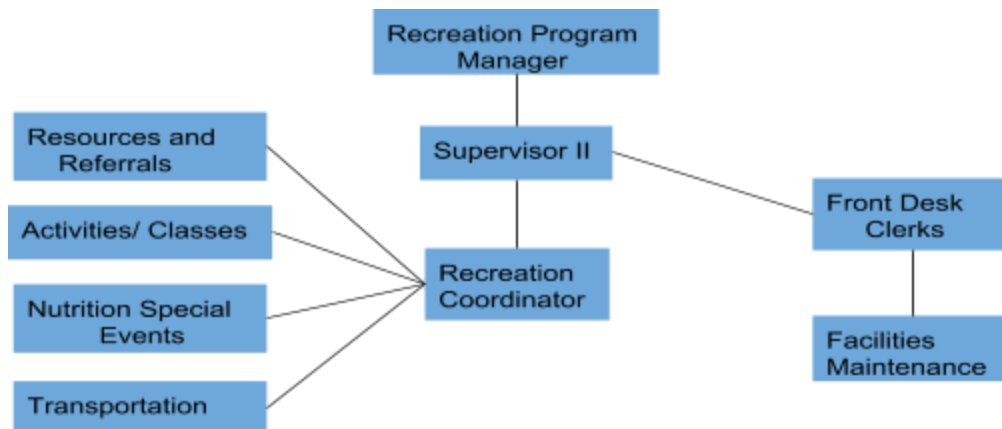 Recreation Program
Manager
Supervisor II
Resources and
Referrals
Activities/ Classes
Nutrition Special
Events
Transportation
Recreation
Coordinator
Front Desk
Clerks
Facilities
Maintenance